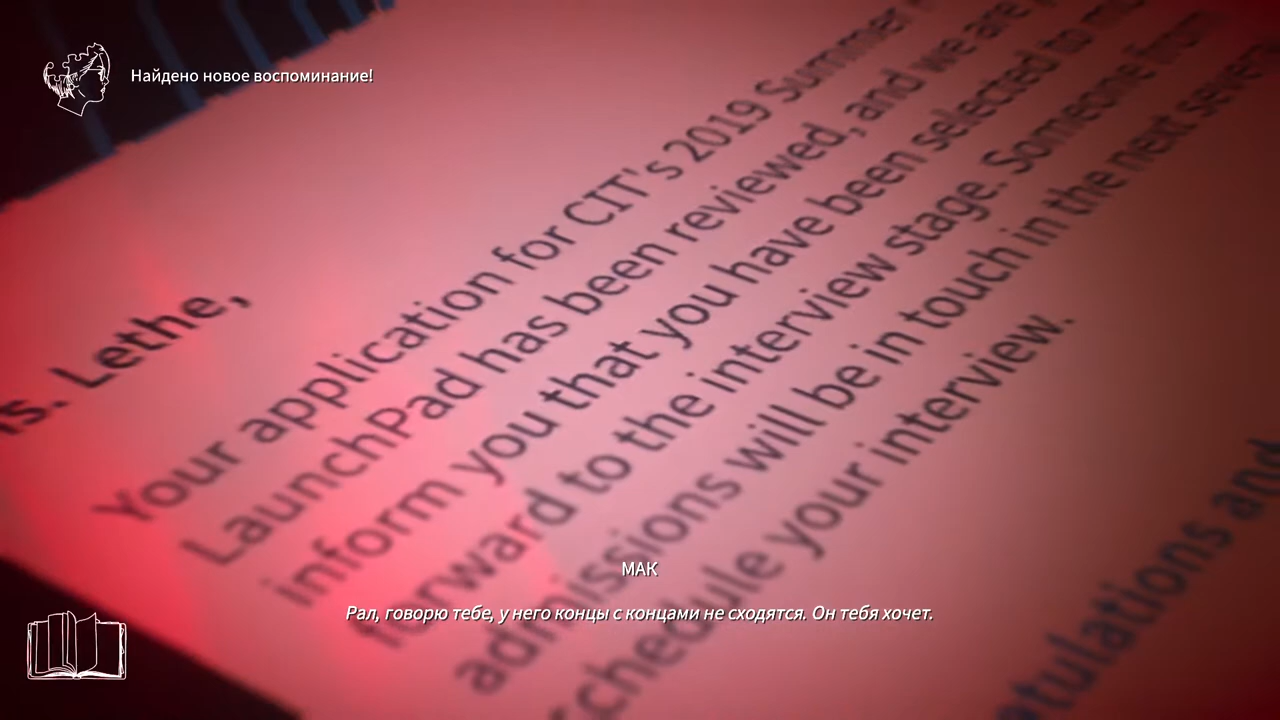 Найдено новое воспоминание!
Lethe,
Your application for CIT's 2019 Summer
LaunchPad has been reviewed, and we are
inform you that you have been selected to
forward to the interview stage. Someone from
admissions will be in touch in the next
schedule your interview.
and
МАК
Рал, говорю тебе, у него концы с концами не сходятся. Он тебя хочет.